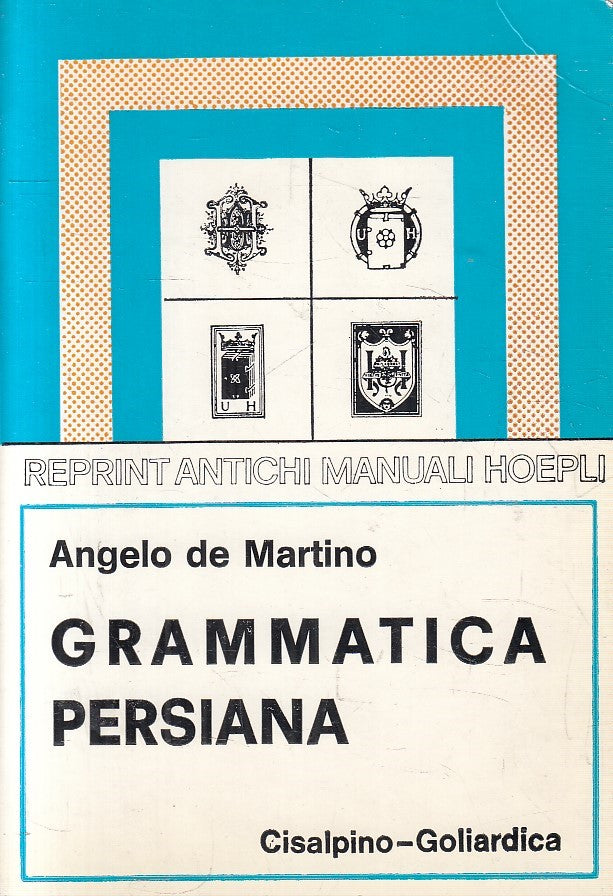 U H
U H
REPRINT ANTICHI MANUALI HOEPLI
Angelo de Martino
GRAMMATICA
PERSIANA
Cisalpino-Goliardica